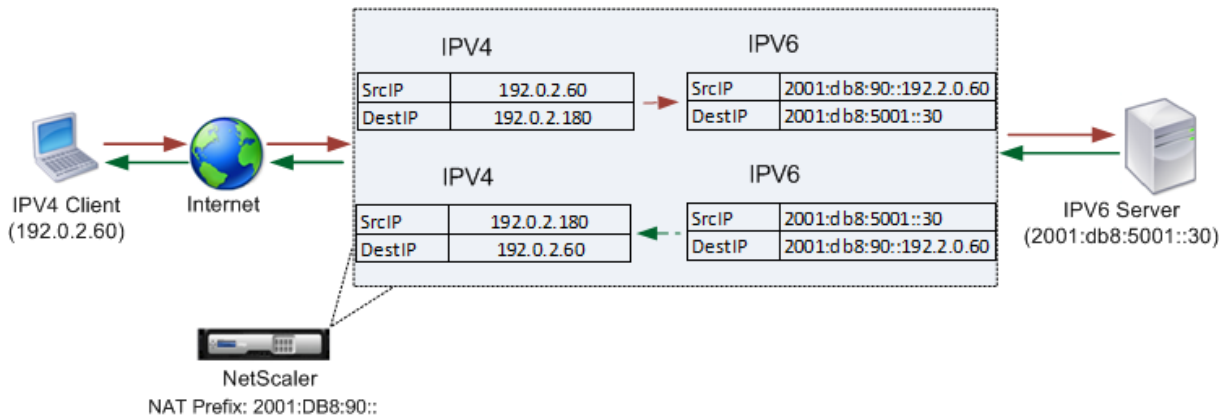 IPV4 IPV6
SrcIP 192.0.2.60 SrcIP 2001:db8:90::192.2.0.60
DestIP 192.0.2.180 DestIP 2001:db8:5001::30
IPV4 IPV6
SrcIP 192.0.2.180 SrcIP 2001:db8:5001::30
DestIP 192.0.2.60 DestIP 2001:db8:90::192.2.0.60
IPV4 Client
(192.0.2.60)
Internet
IPV6 Server
(2001:db8:5001::30)
NetScaler
NAT Prefix: 2001:DB8:90::